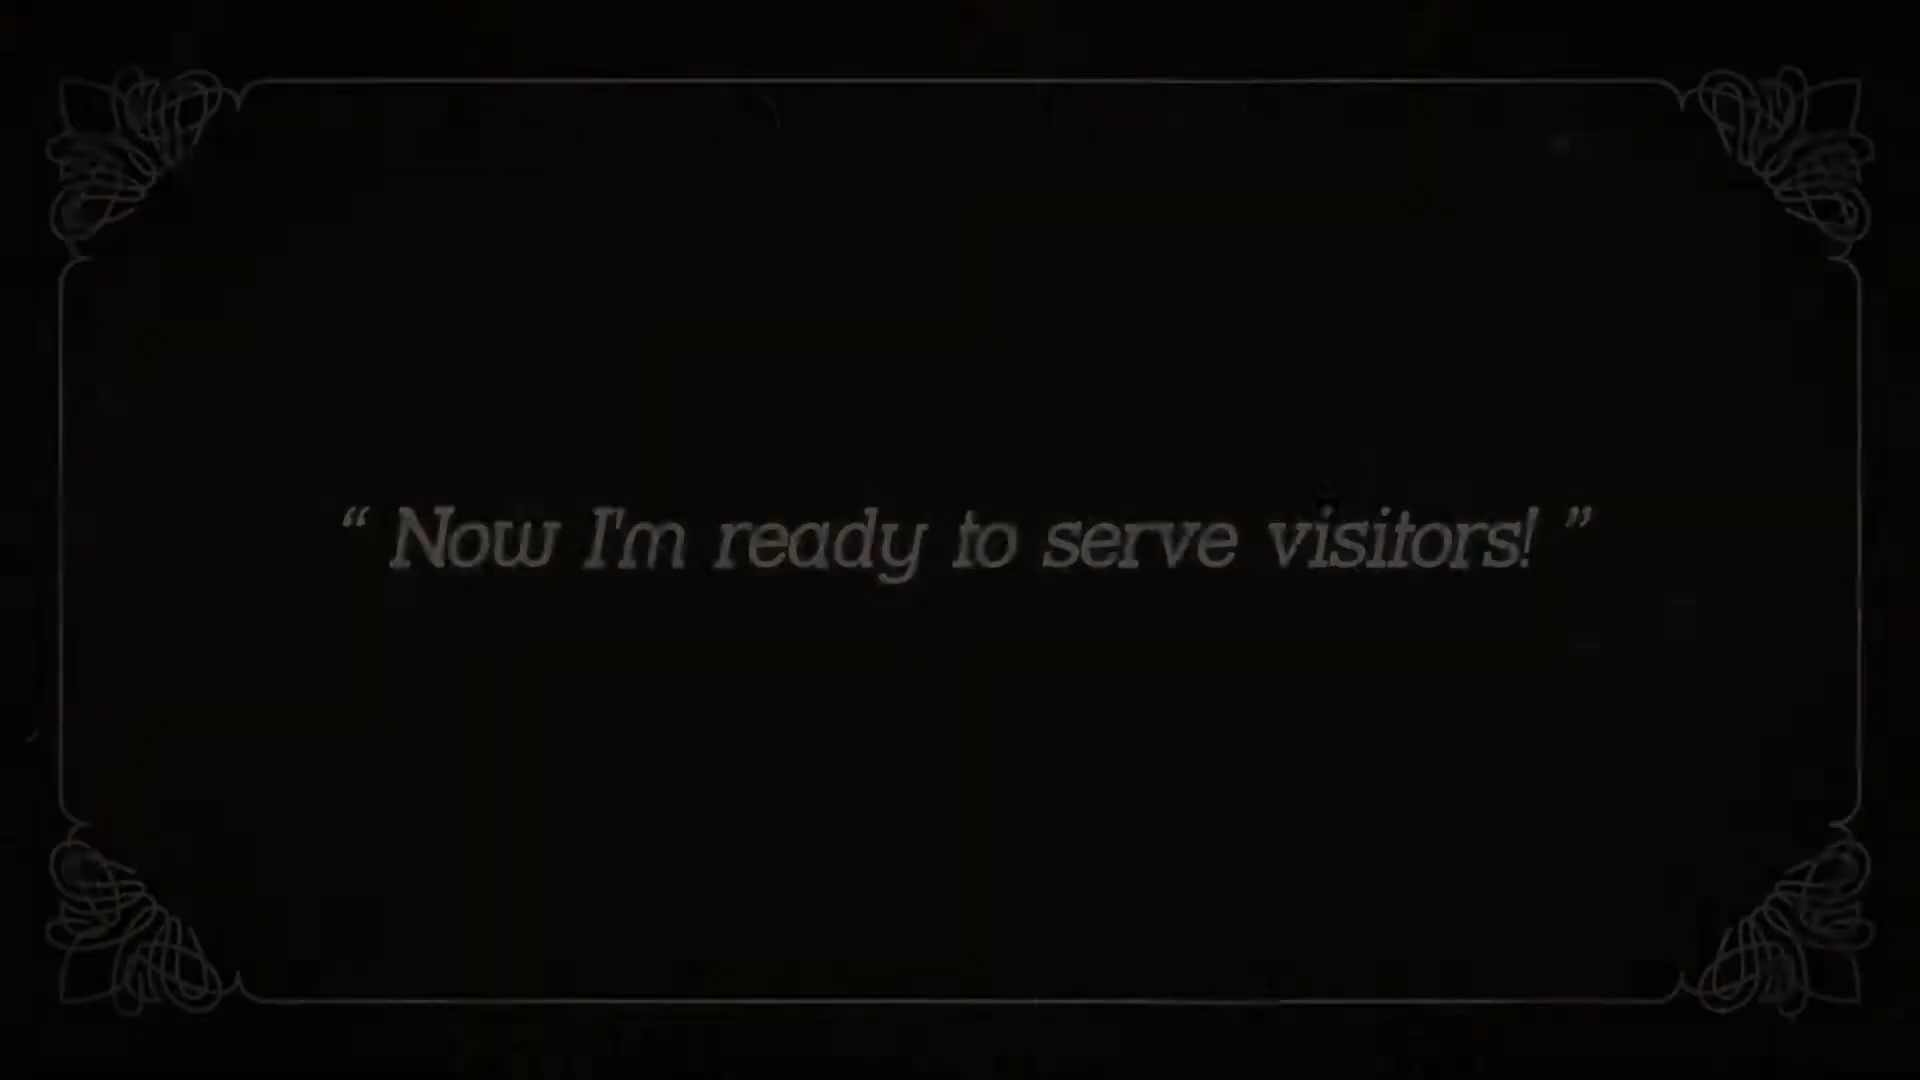 “ Now I'm ready to serve visitors! ”